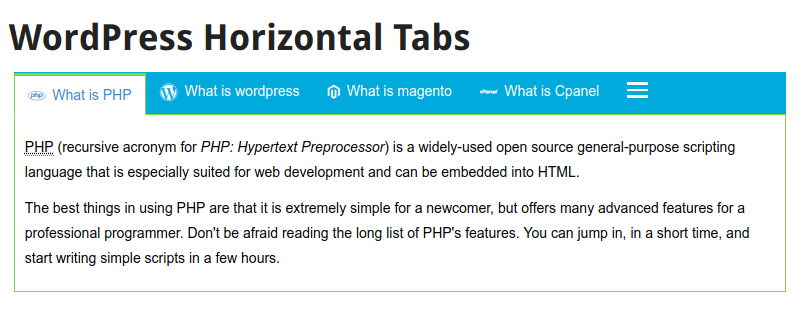 WordPress Horizontal Tabs
php What is PHP What is wordpress What is magento cPanel What is Cpanel
PHP (recursive acronym for PHP: Hypertext Preprocessor) is a widely-used open source general-purpose scripting
language that is especially suited for web development and can be embedded into HTML.
The best things in using PHP are that it is extremely simple for a newcomer, but offers many advanced features for a
professional programmer. Don't be afraid reading the long list of PHP's features. You can jump in, in a short time, and
start writing simple scripts in a few hours.